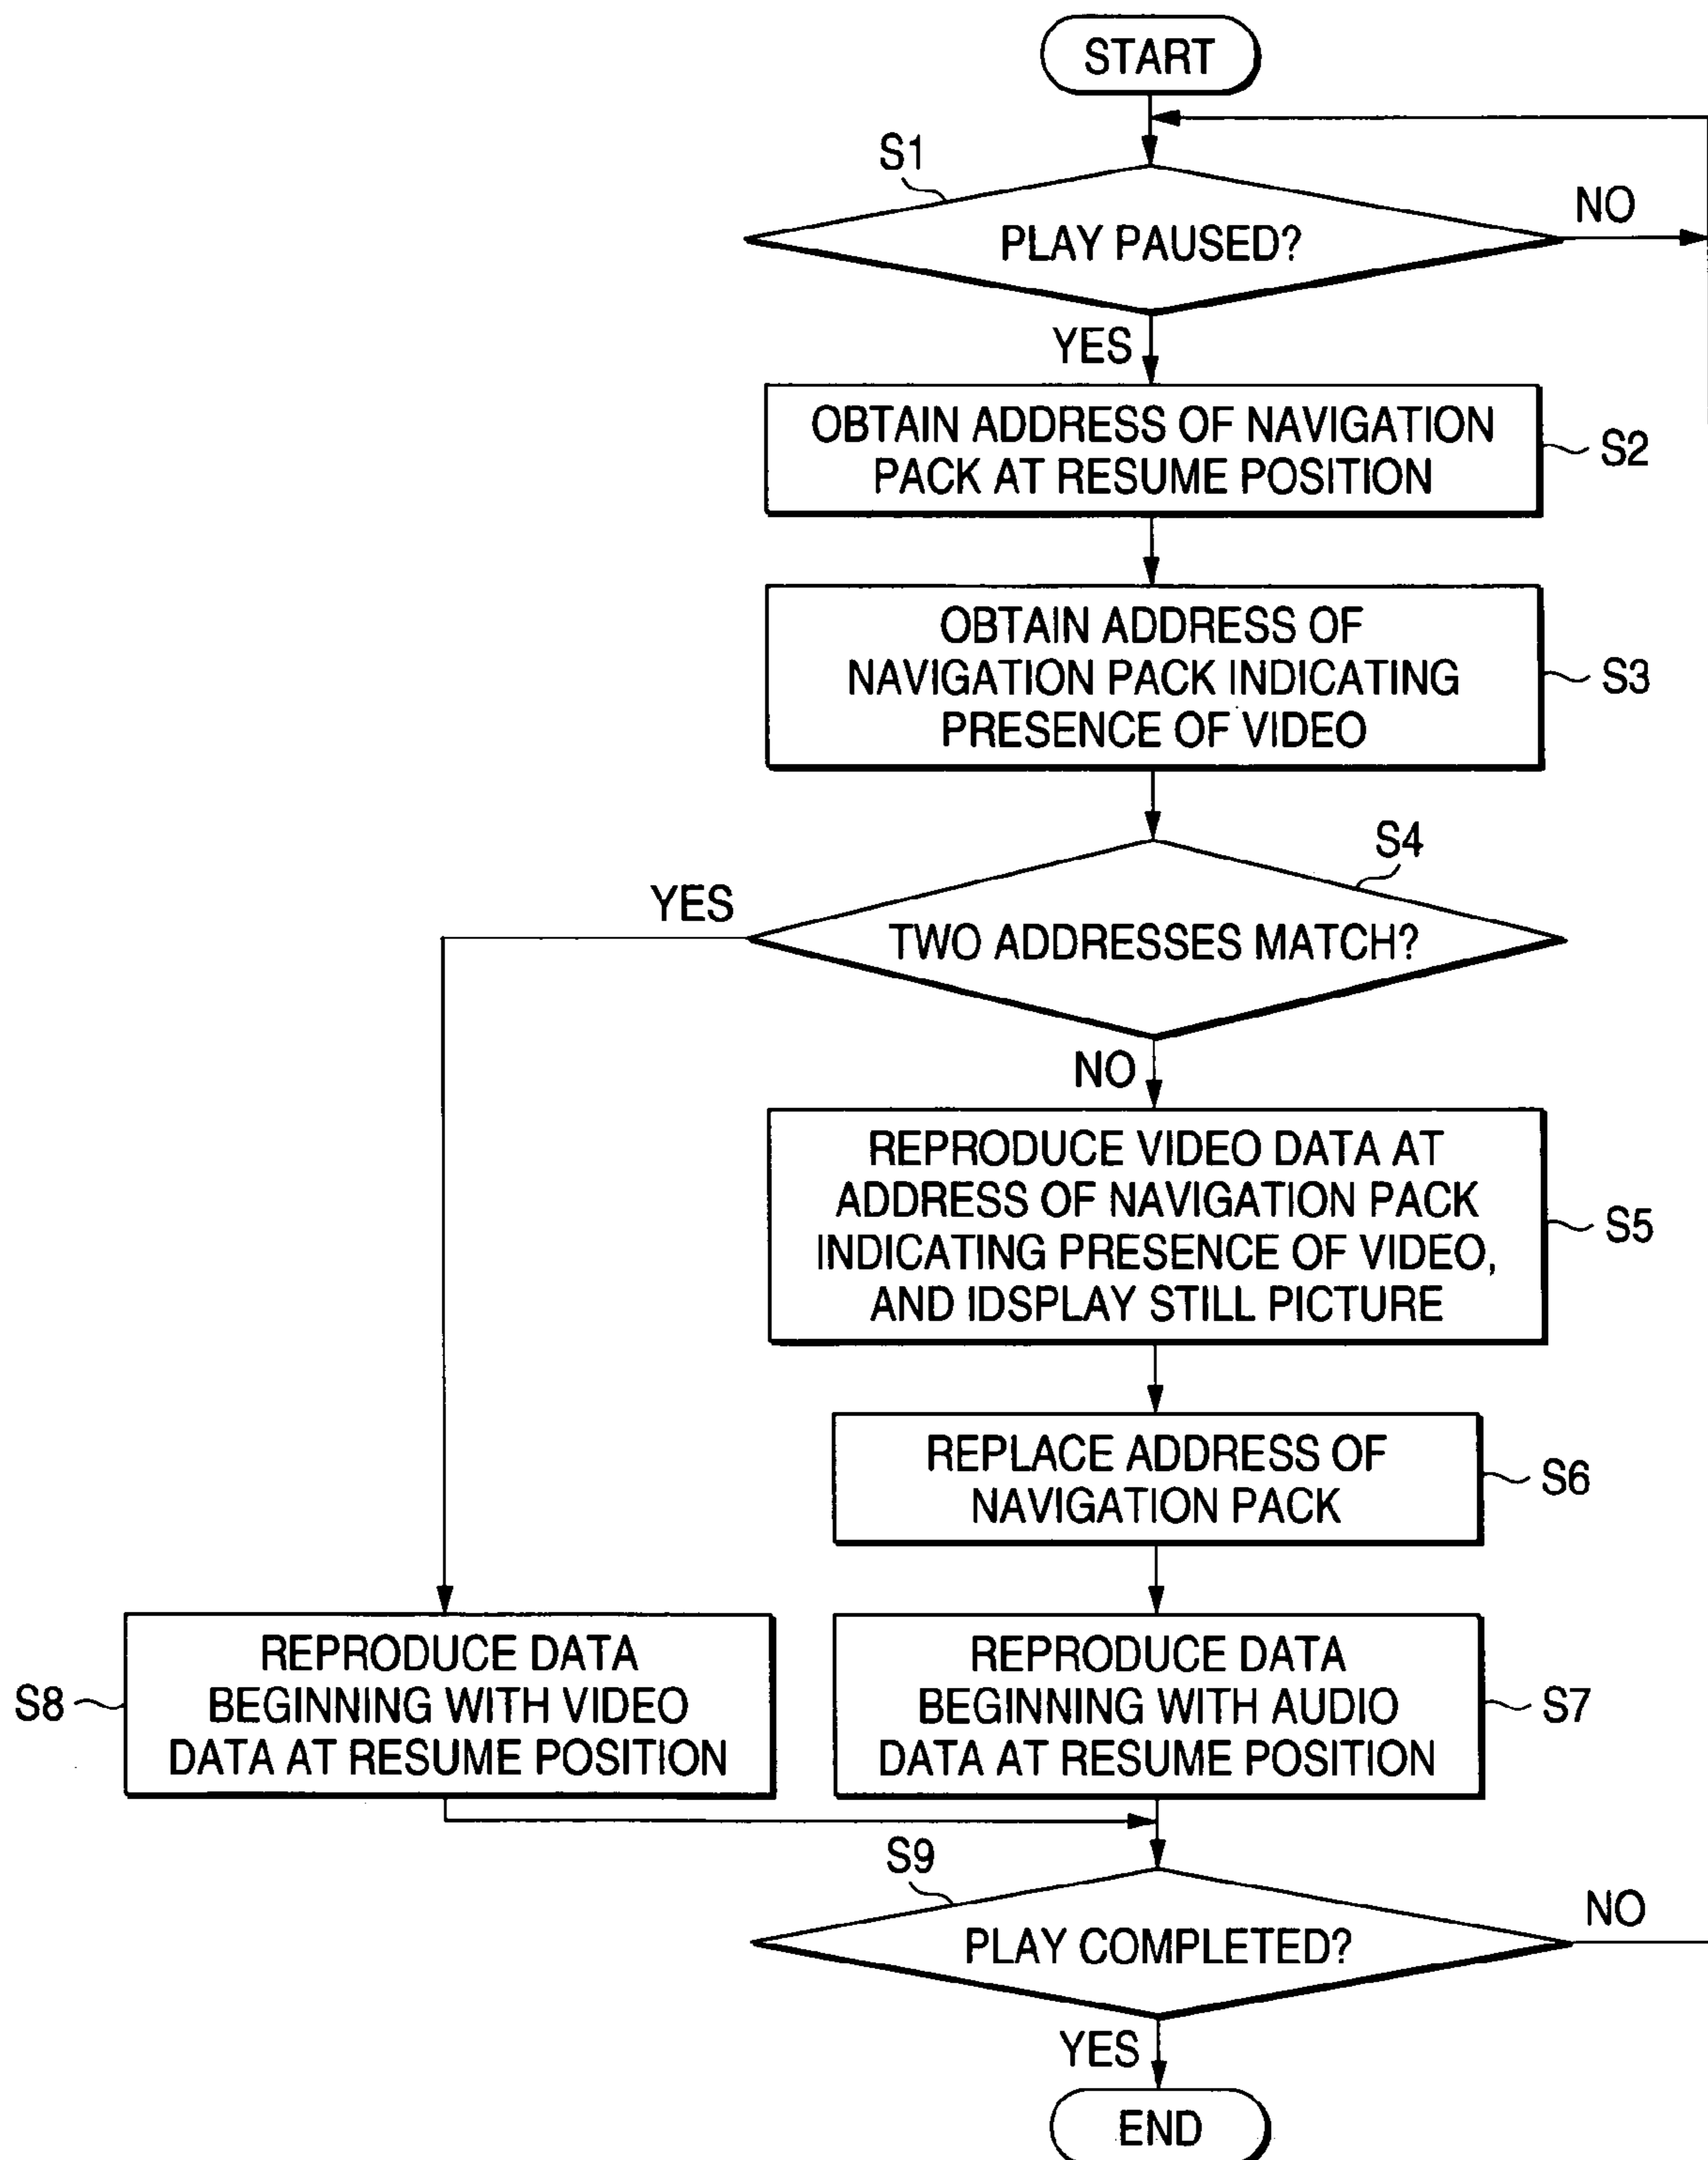 START
S1
PLAY PAUSED?
NO
YES
OBTAIN ADDRESS OF NAVIGATION
PACK AT RESUME POSITION
S2
OBTAIN ADDRESS OF
NAVIGATION PACK INDICATING
PRESENCE OF VIDEO
S3
S4
TWO ADDRESSES MATCH?
YES
NO
REPRODUCE VIDEO DATA AT
ADDRESS OF NAVIGATION PACK
INDICATING PRESENCE OF VIDEO,
AND IDSPLAY STILL PICTURE
S5
REPLACE ADDRESS OF
NAVIGATION PACK
S6
S8
REPRODUCE DATA
BEGINNING WITH VIDEO
DATA AT RESUME POSITION
REPRODUCE DATA
BEGINNING WITH AUDIO
DATA AT RESUME POSITION
S7
S9
PLAY COMPLETED?
NO
YES
END